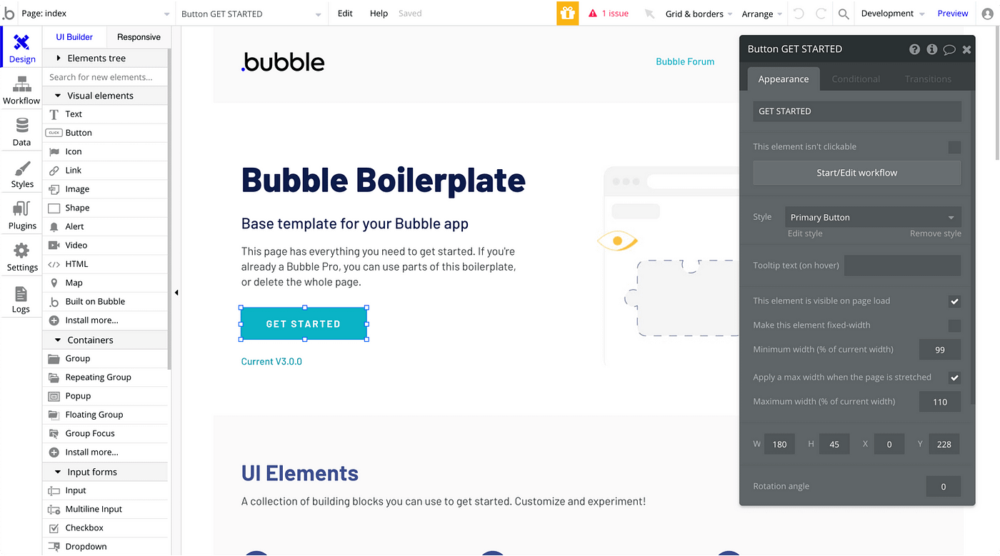 b Page: index Button GET STARTED Edit Help Saved 1 issue Grid & borders Arrange Development Preview
Design
Workflow
Data
Styles
Plugins
Settings
Logs
UI Builder Responsive
Elements tree
Search for new elements...
Visual elements
Text
CLICK Button
Icon
Link
Image
Shape
Alert
Video
</> HTML
Map
Built on Bubble
Install more...
Containers
Group
Repeating Group
Popup
Floating Group
Group Focus
Install more...
Input forms
Input
Multiline Input
Checkbox
Dropdown
.bubble
Bubble Forum
Bubble Boilerplate
Base template for your Bubble app
This page has everything you need to get started. If you're
already a Bubble Pro, you can use parts of this boilerplate,
or delete the whole page.
GET STARTED
Current V3.0.0
UI Elements
A collection of building blocks you can use to get started. Customize and experiment!
Button GET STARTED
Appearance Conditional Transitions
GET STARTED
This element isn't clickable
Start/Edit workflow
Style Primary Button
Edit style Remove style
Tooltip text (on hover)
This element is visible on page load
Make this element fixed-width
Minimum width (% of current width) 99
Apply a max width when the page is stretched
Maximum width (% of current width) 110
W 180 H 45 X 0 Y 228
Rotation angle 0